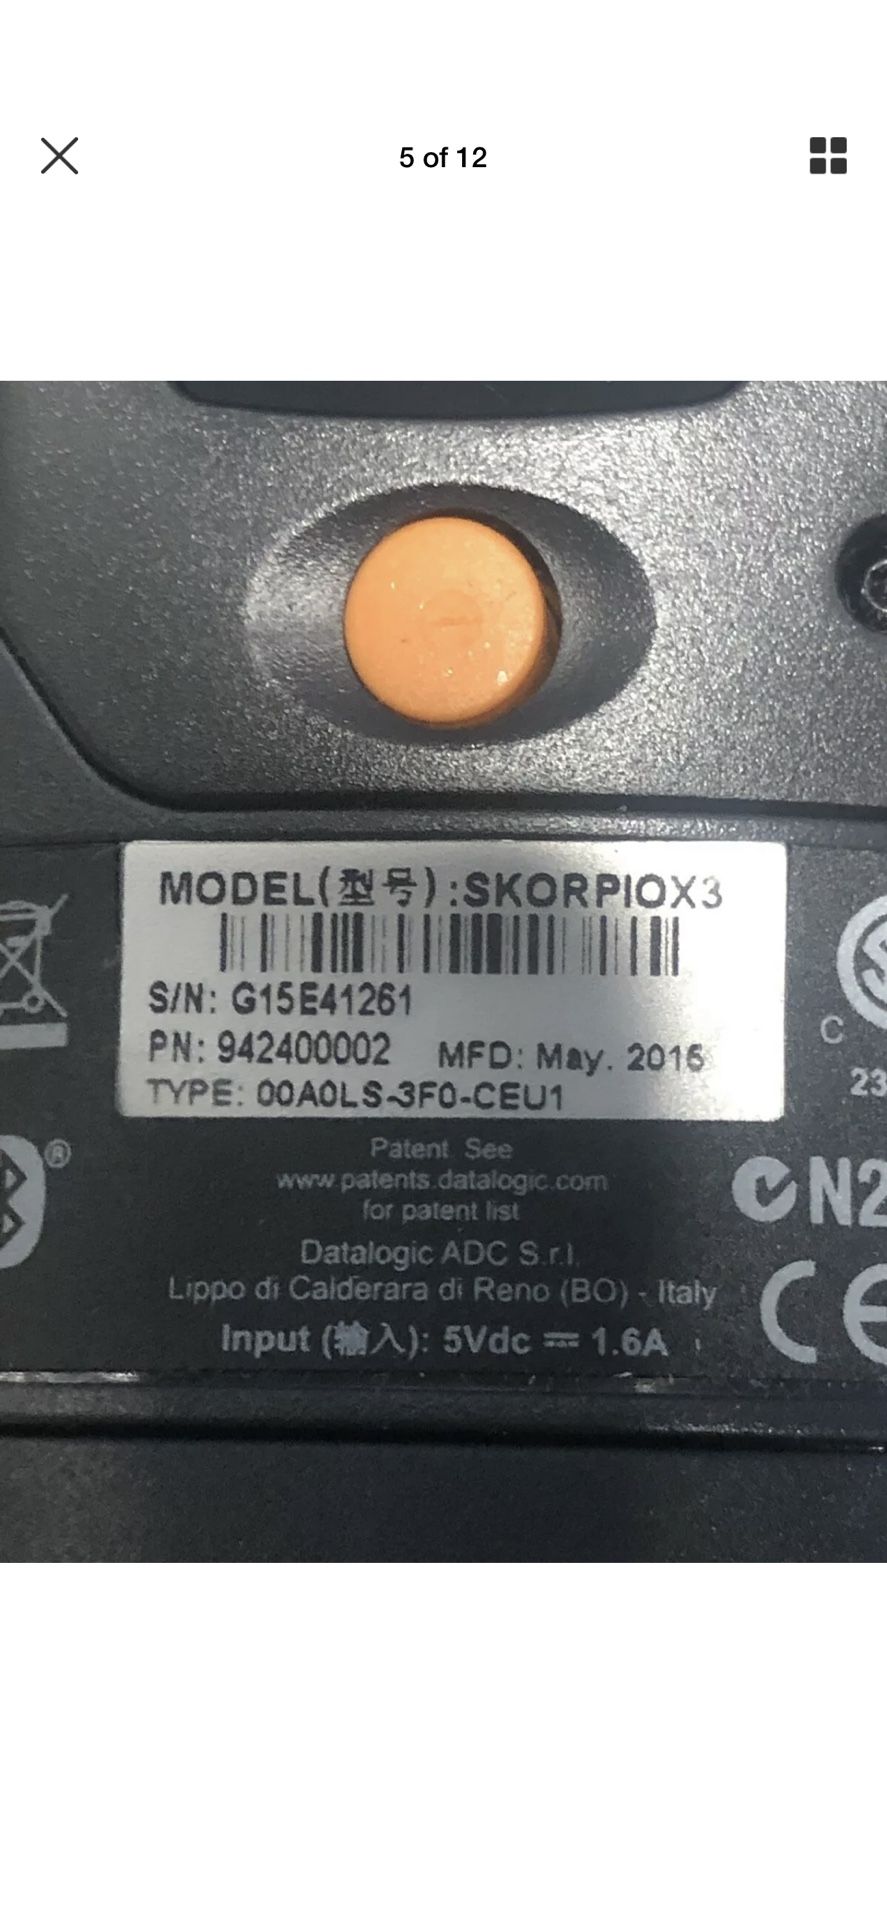 5 of 12
MODEL(型号):SKORPIOX3
S/N: G15E41261
PN: 942400002 MFD: May. 2015
TYPE: 00A0LS-3F0-CEU1
C
23
®
Patent See
www.patents.datalogic.com
for patent list
N2
Datalogic ADC S.r.l.
Lippo di Calderara di Reno (BO) - Italy
CE
Input (输入): 5Vdc ⎓ 1.6A